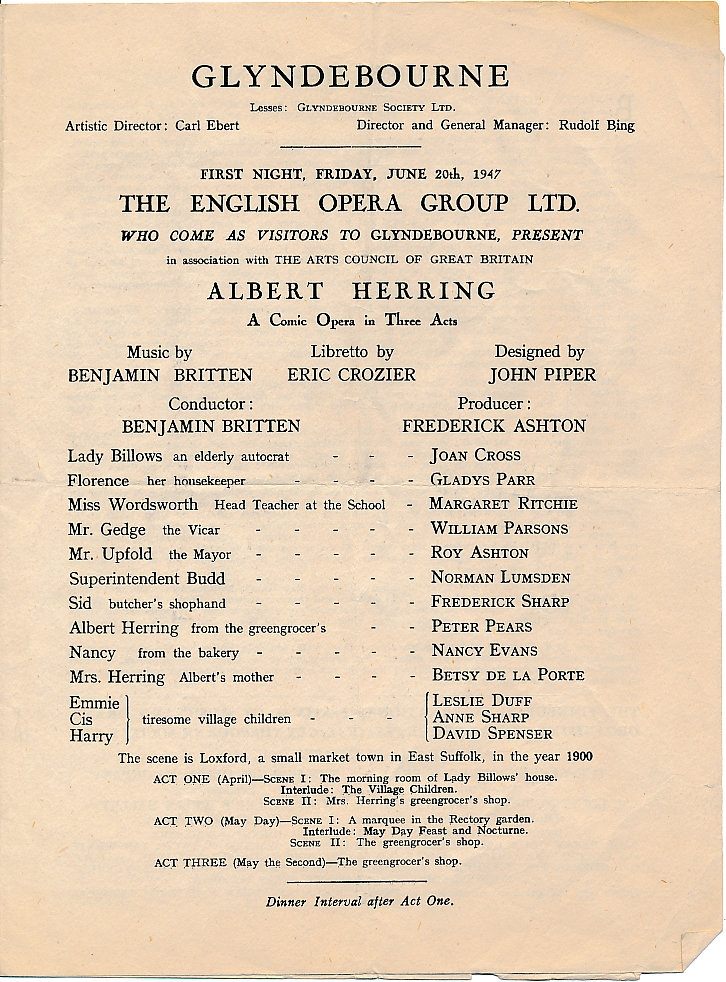 GLYNDEBOURNE
Lesses: GLYNDEBOURNE SOCIETY LTD.
Artistic Director: Carl Ebert Director and General Manager: Rudolf Bing
FIRST NIGHT, FRIDAY, JUNE 20th, 1947
THE ENGLISH OPERA GROUP LTD.
WHO COME AS VISITORS TO GLYNDEBOURNE, PRESENT
in association with THE ARTS COUNCIL OF GREAT BRITAIN
ALBERT HERRING
A Comic Opera in Three Acts
Music by Libretto by Designed by
BENJAMIN BRITTEN ERIC CROZIER JOHN PIPER
Conductor: Producer:
BENJAMIN BRITTEN FREDERICK ASHTON
Lady Billows an elderly autocrat - - - JOAN CROSS
Florence her housekeeper - - - - GLADYS PARR
Miss Wordsworth Head Teacher at the School - MARGARET RITCHIE
Mr. Gedge the Vicar - - - - - WILLIAM PARSONS
Mr. Upfold the Mayor - - - - - ROY ASHTON
Superintendent Budd - - - - - NORMAN LUMSDEN
Sid butcher's shophand - - - - - FREDERICK SHARP
Albert Herring from the greengrocer's - - PETER PEARS
Nancy from the bakery - - - - - NANCY EVANS
Mrs. Herring Albert's mother - - - - BETSY DE LA PORTE
Emmie LESLIE DUFF
Cis tiresome village children - - - ANNE SHARP
Harry DAVID SPENSER
The scene is Loxford, a small market town in East Suffolk, in the year 1900
ACT ONE (April)—SCENE I: The morning room of Lady Billows' house.
Interlude: The Village Children.
SCENE II: Mrs. Herring's greengrocer's shop.
ACT TWO (May Day)—SCENE I: A marquee in the Rectory garden.
Interlude: May Day Feast and Nocturne.
SCENE II: The greengrocer's shop.
ACT THREE (May the Second)—The greengrocer's shop.
Dinner Interval after Act One.